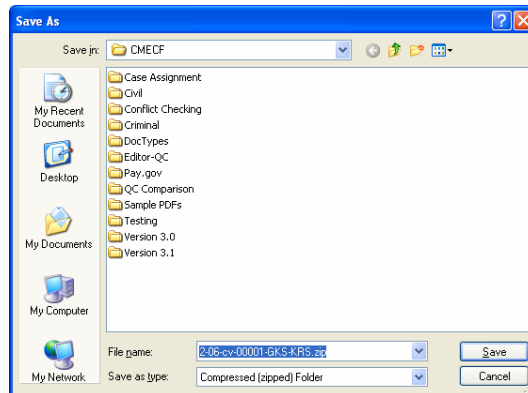 Save As
Save in:
CMECF
My Recent
Documents
Desktop
My Documents
My Computer
My Network
Case Assignment
Civil
Conflict Checking
Criminal
DocTypes
Editor-QC
Pay.gov
QC Comparison
Sample PDFs
Testing
Version 3.0
Version 3.1
File name:
2-06-cv-00001-GKS-KRS.zip
Save
Save as type:
Compressed (zipped) Folder
Cancel